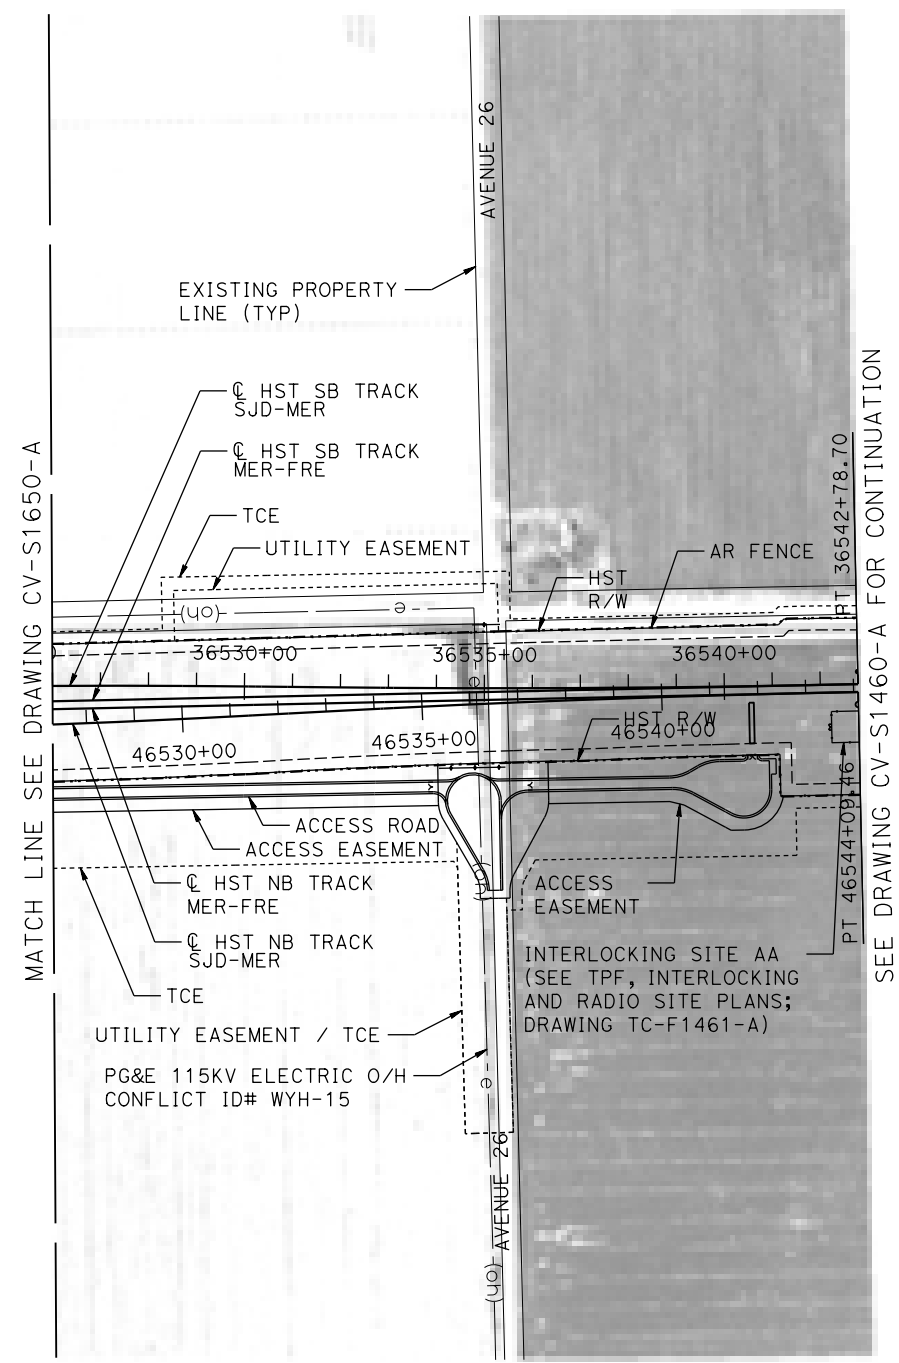 AVENUE 26
EXISTING PROPERTY
LINE (TYP)
℄ HST SB TRACK
SJD-MER
℄ HST SB TRACK
MER-FRE
TCE
UTILITY EASEMENT
AR FENCE
HST
R/W
(oh)
e
36530+00
36535+00
36540+00
e
HST R/W
46530+00
46535+00
46540+00
ACCESS ROAD
ACCESS EASEMENT
℄ HST NB TRACK
MER-FRE
ACCESS
EASEMENT
(oh)
℄ HST NB TRACK
SJD-MER
TCE
INTERLOCKING SITE AA
(SEE TPF, INTERLOCKING
AND RADIO SITE PLANS;
DRAWING TC-F1461-A)
UTILITY EASEMENT / TCE
PG&E 115KV ELECTRIC O/H
CONFLICT ID# WYH-15
e
AVENUE 26
(oh)
MATCH LINE SEE DRAWING CV-S1650-A
PT 36542+78.70
PT 46544+09.46
SEE DRAWING CV-S1460-A FOR CONTINUATION